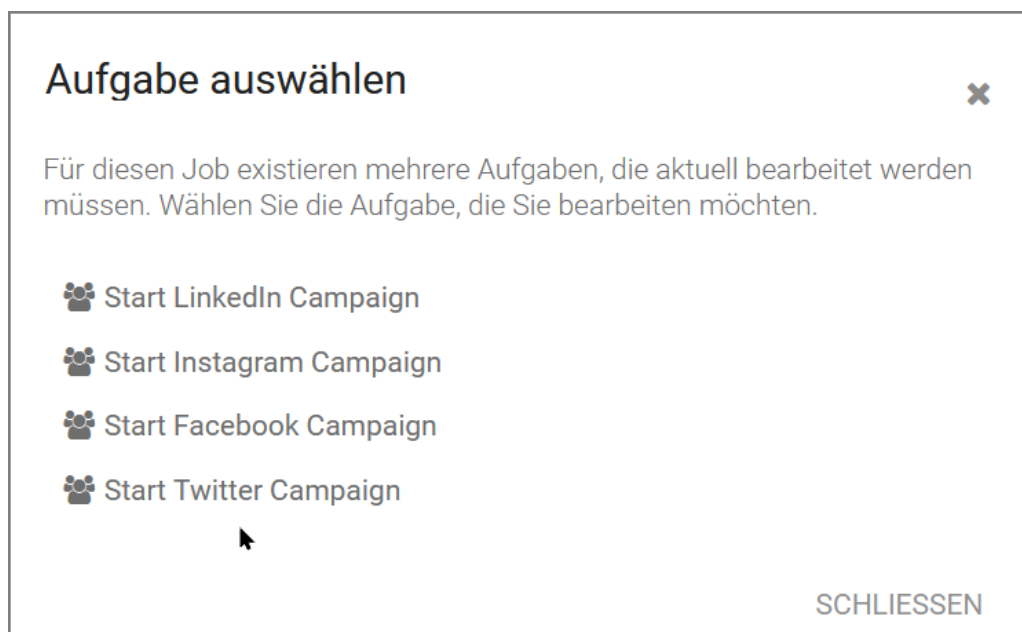 Aufgabe auswählen
Für diesen Job existieren mehrere Aufgaben, die aktuell bearbeitet werden
müssen. Wählen Sie die Aufgabe, die Sie bearbeiten möchten.
Start LinkedIn Campaign
Start Instagram Campaign
Start Facebook Campaign
Start Twitter Campaign
SCHLIESSEN